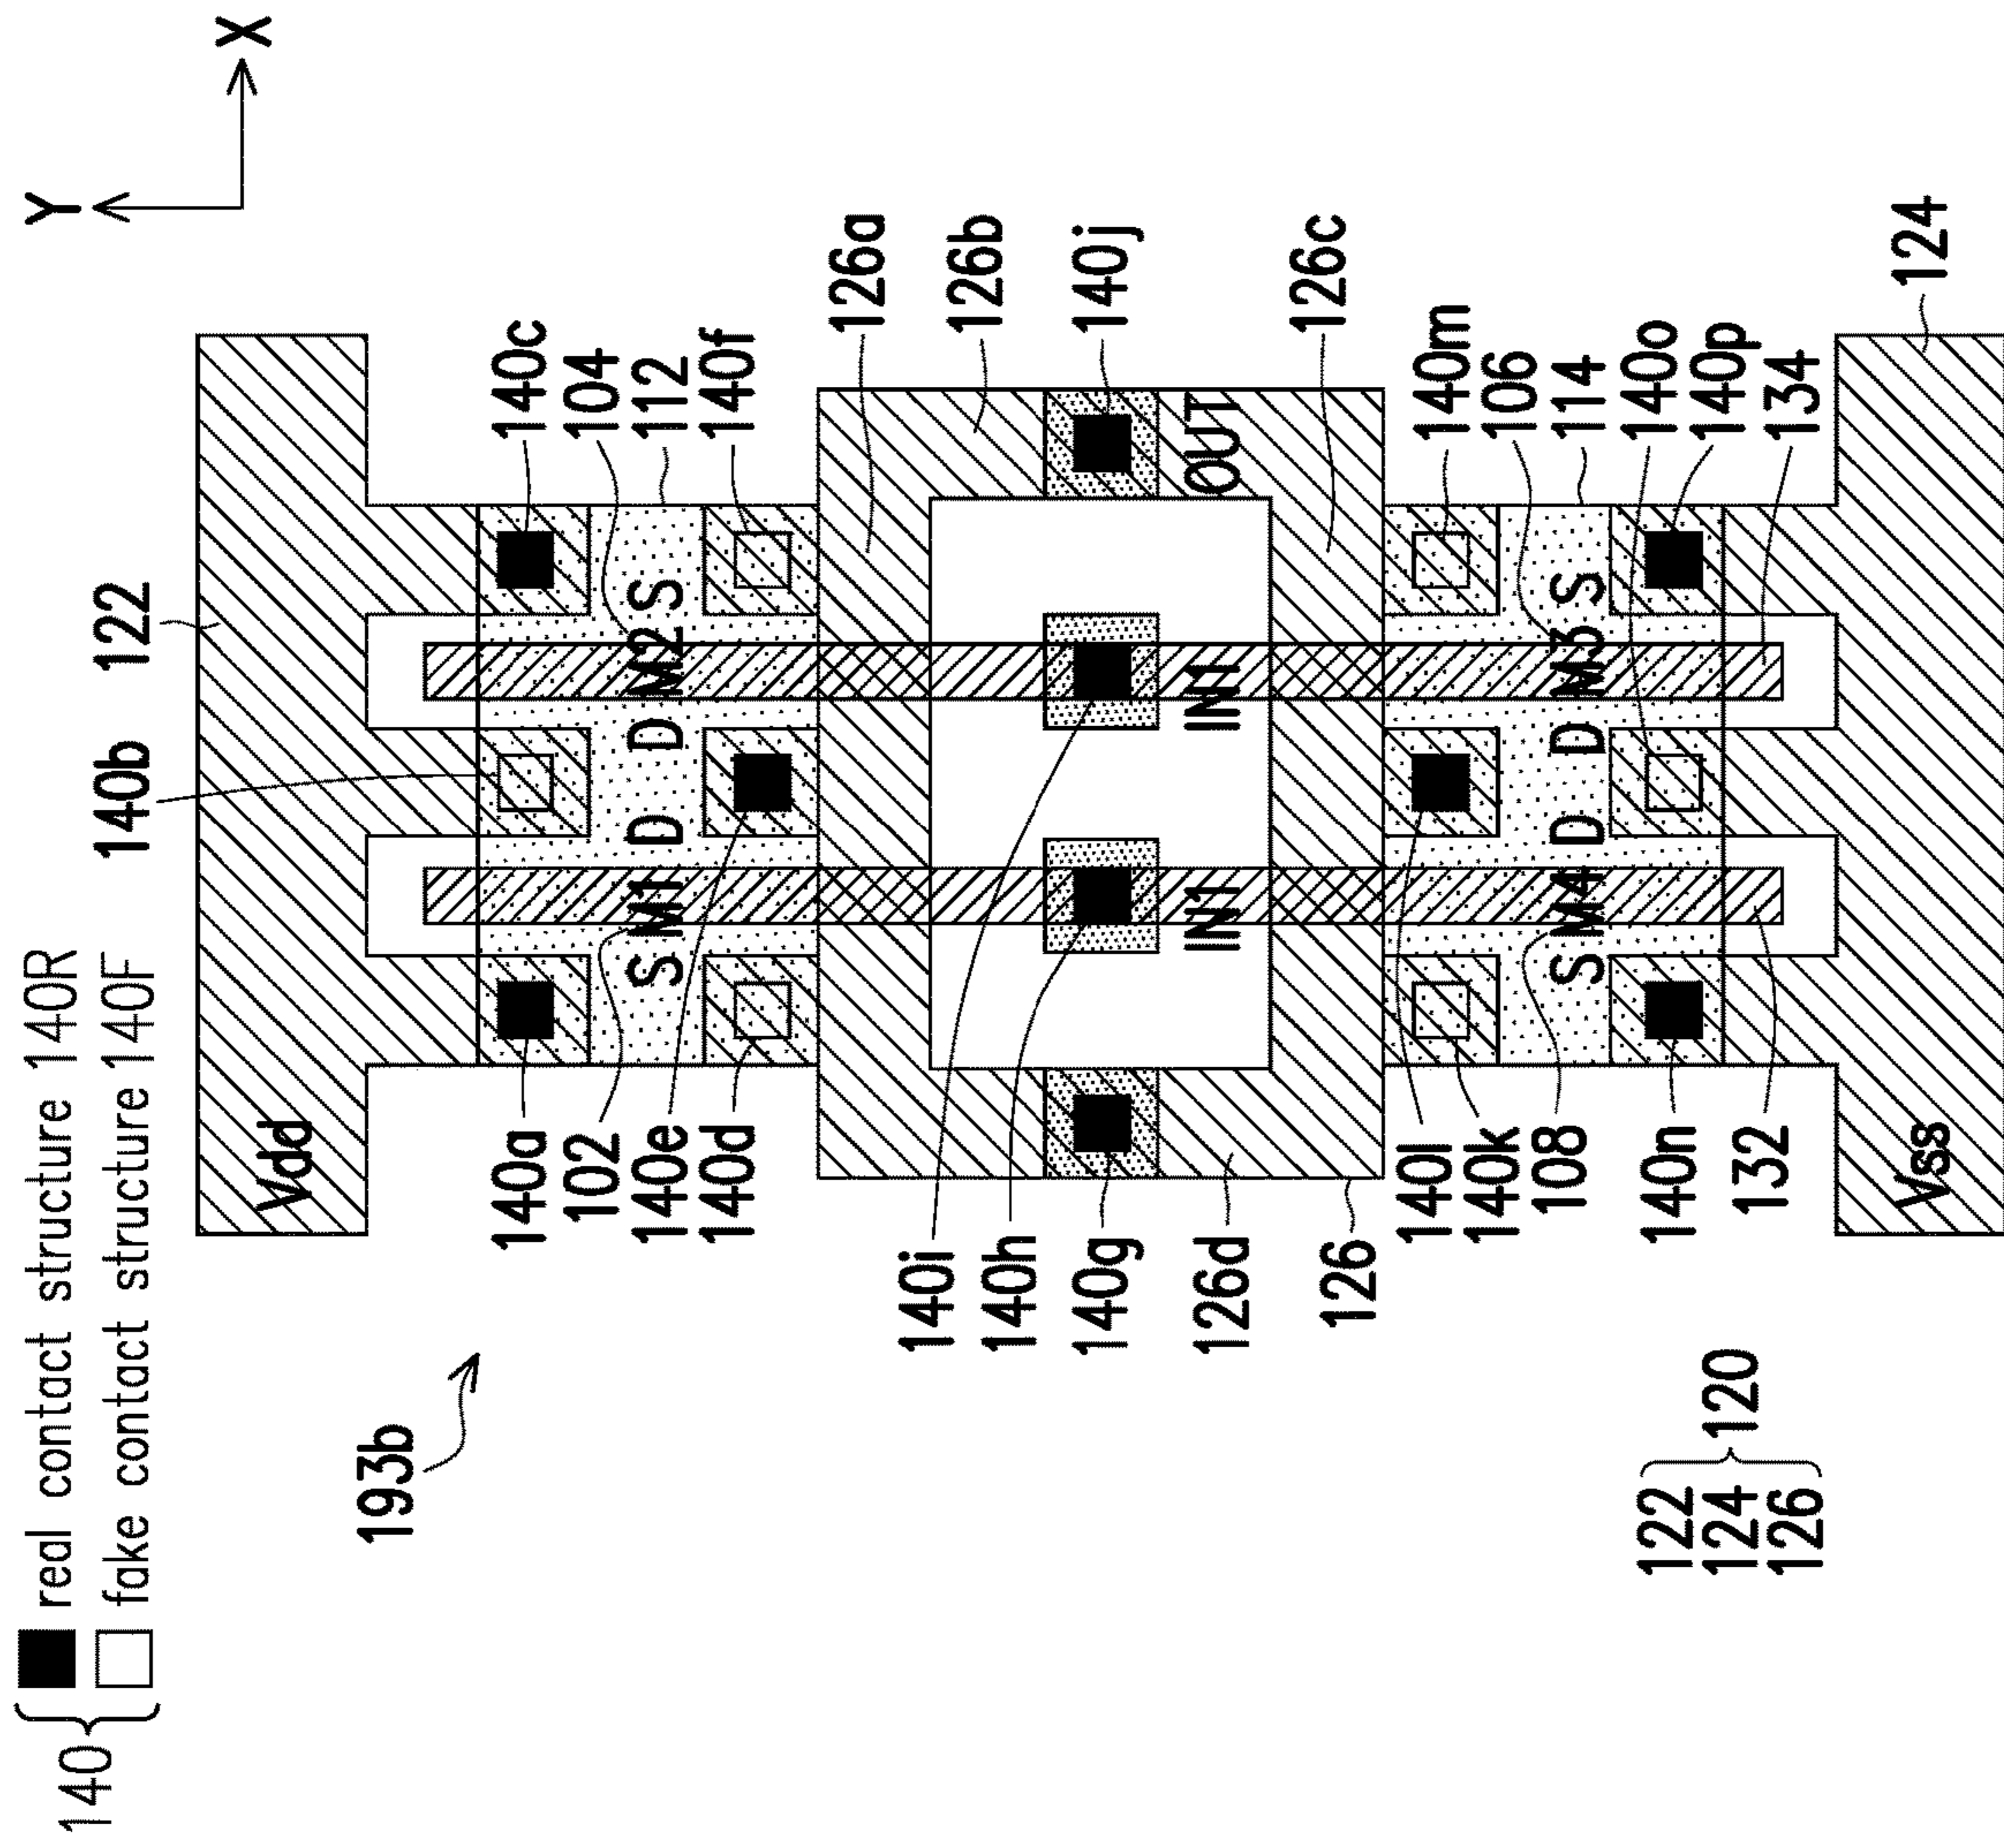 140
real contact structure 140R
fake contact structure 140F
Y
X
193b
122
140b
Vdd
140a
102
140e
140d
140c
104
112
140f
S M1 D D M2 S
126a
126b
140j
126c
140i
140h
140g
126d
126
IN1
IN1
OUT
140l
140k
108
140n
132
140m
106
114
140o
140p
134
S M4 D D M3 S
124
Vss
122
124
126
120